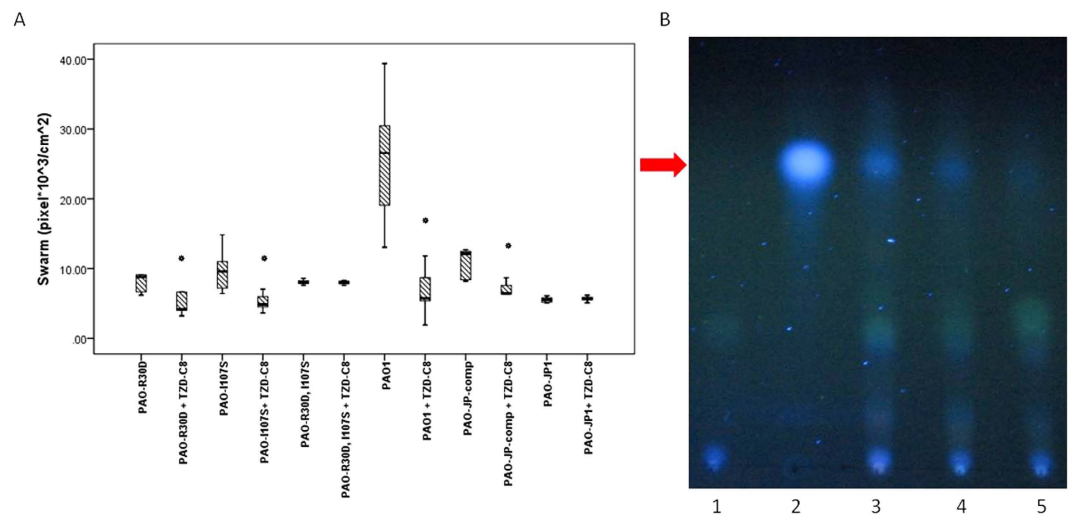 A
B
Swarm (pixel*10^3/cm^2)
40.00
30.00
20.00
10.00
.00
PAO-R30D
PAO-R30D + TZD-C8
PAO-I107S
PAO-I107S+ TZD-C8
PAO-R30D, I107S
PAO-R30D, I107S + TZD-C8
PAO1
PAO1 + TZD-C8
PAO-JP-comp
PAO-JP-comp + TZD-C8
PAO-JP1
PAO-JP1+ TZD-C8
1 2 3 4 5